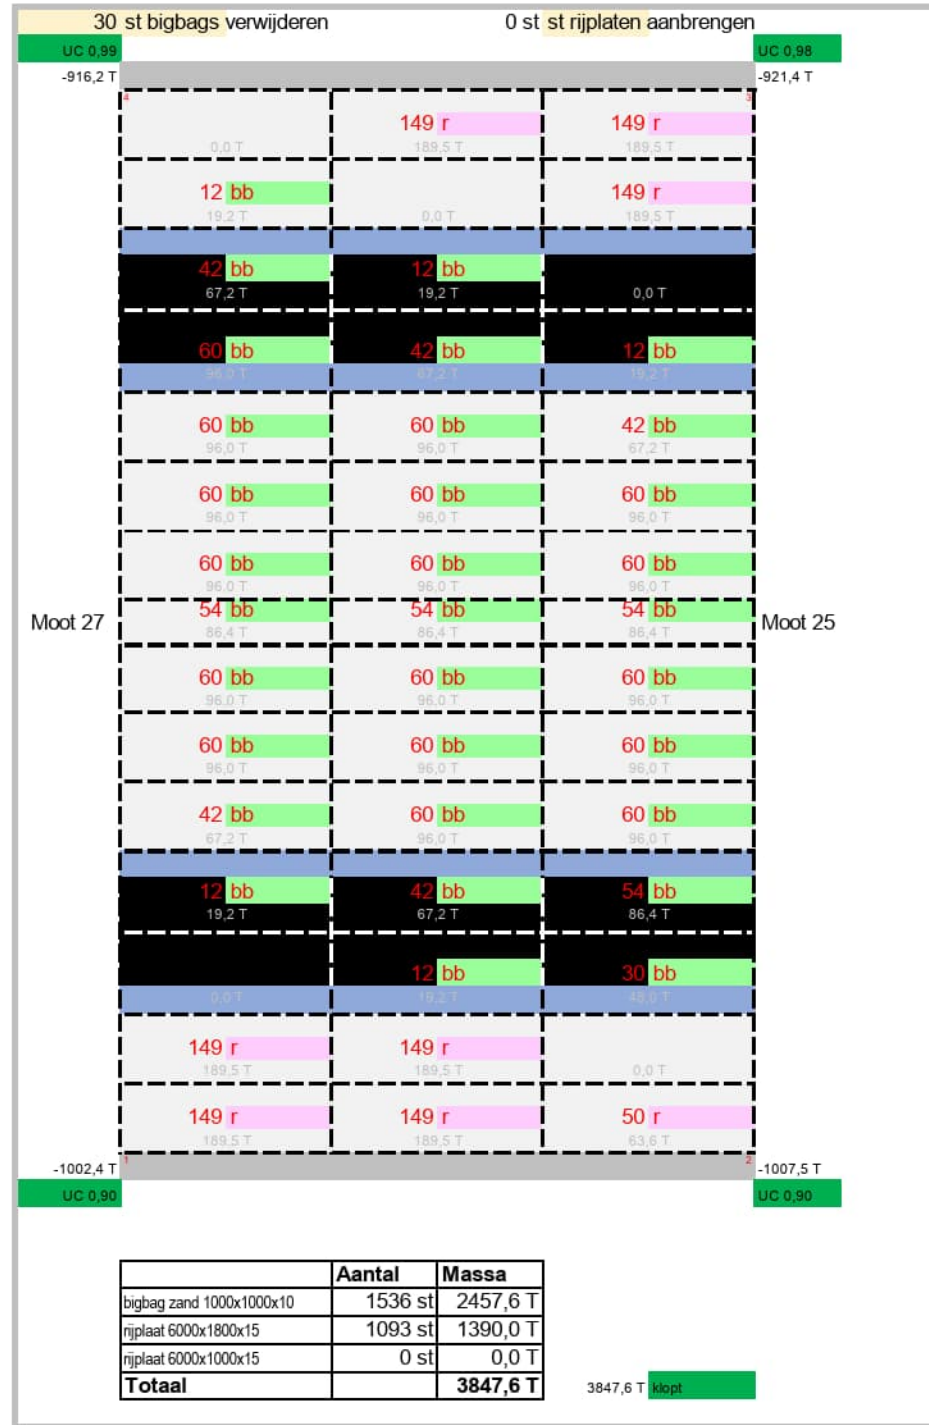 30 st bigbags verwijderen 0 st st rijplaten aanbrengen
UC 0,99 UC 0,98
-916,2 T -921,4 T
4 3
149 r 149 r
0,0 T 189,5 T 189,5 T
12 bb 149 r
19,2 T 0,0 T 189,5 T
42 bb 12 bb
67,2 T 19,2 T 0,0 T
60 bb 42 bb 12 bb
96,0 T 67,2 T 19,2 T
60 bb 60 bb 42 bb
96,0 T 96,0 T 67,2 T
60 bb 60 bb 60 bb
96,0 T 96,0 T 96,0 T
60 bb 60 bb 60 bb
96,0 T 96,0 T 96,0 T
54 bb 54 bb 54 bb
Moot 27 86,4 T 86,4 T 86,4 T Moot 25
60 bb 60 bb 60 bb
96,0 T 96,0 T 96,0 T
60 bb 60 bb 60 bb
96,0 T 96,0 T 96,0 T
42 bb 60 bb 60 bb
67,2 T 96,0 T 96,0 T
12 bb 42 bb 54 bb
19,2 T 67,2 T 86,4 T
12 bb 30 bb
0,0 T 19,2 T 48,0 T
149 r 149 r
189,5 T 189,5 T 0,0 T
149 r 149 r 50 r
189,5 T 189,5 T 63,6 T
-1002,4 T 1 2 -1007,5 T
UC 0,90 UC 0,90
Aantal Massa
bigbag zand 1000x1000x10 1536 st 2457,6 T
rijplaat 6000x1800x15 1093 st 1390,0 T
rijplaat 6000x1000x15 0 st 0,0 T
Totaal 3847,6 T 3847,6 T klopt